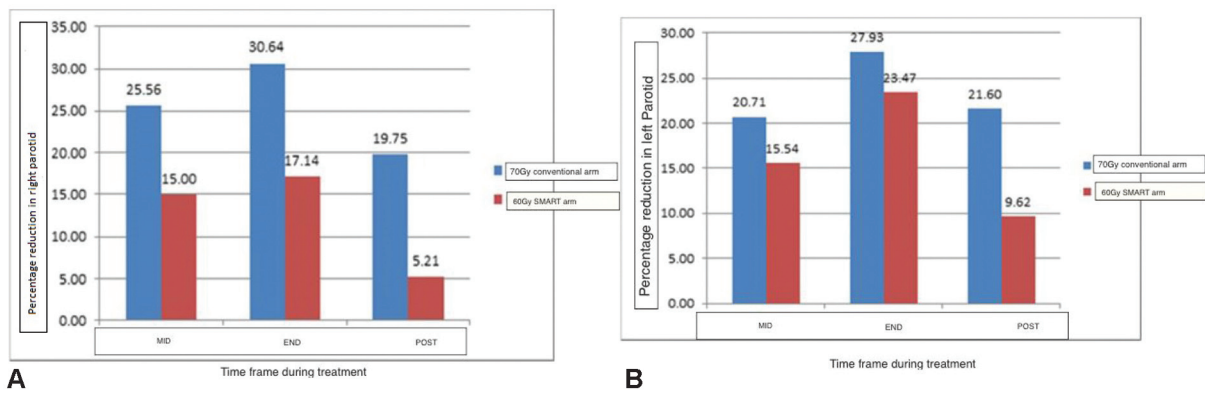 35.00
30.00
25.00
20.00
15.00
10.00
5.00
0.00
Percentage reduction in right parotid
25.56
15.00
30.64
17.14
19.75
5.21
MID END POST
Time frame during treatment
70Gy conventional arm
60Gy SMART arm
A
30.00
25.00
20.00
15.00
10.00
5.00
0.00
Percentage reduction in left Parotid
20.71
15.54
27.93
23.47
21.60
9.62
MID END POST
Time frame during treatment
70Gy conventional arm
60Gy SMART arm
B